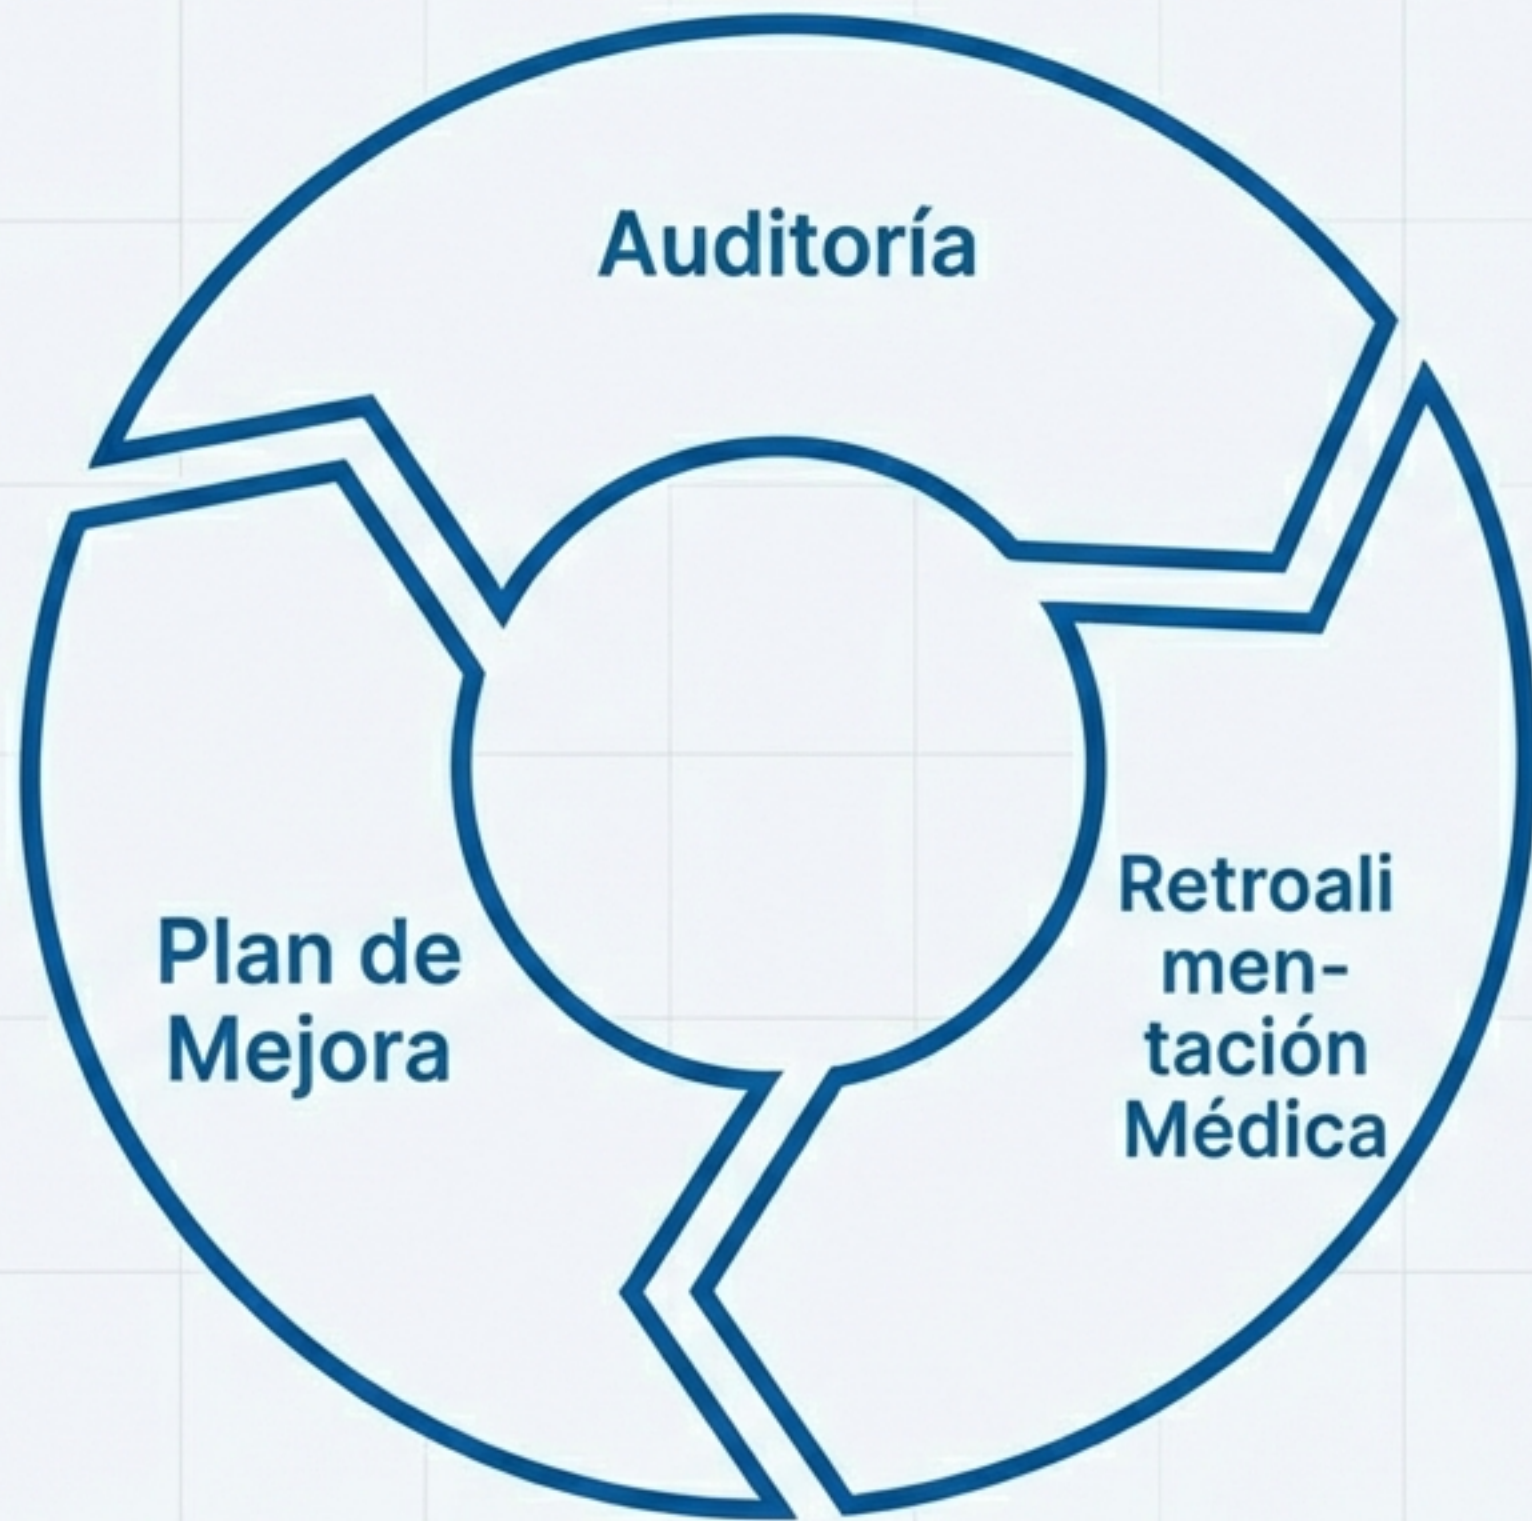 Auditoría
Retroali
men-
tación
Médica
Plan de
Mejora